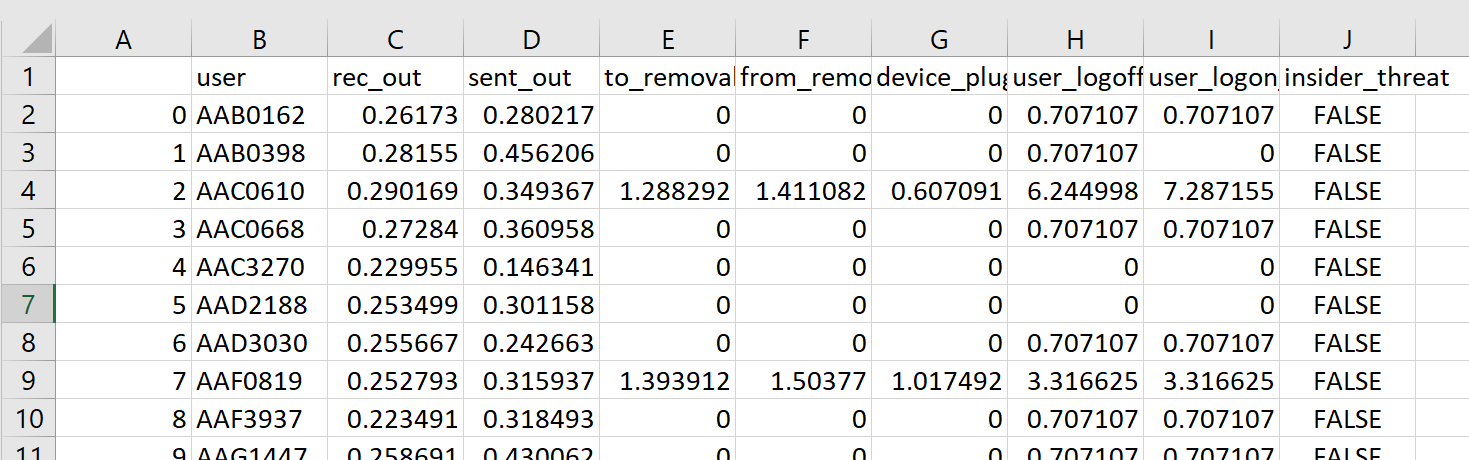 A B C D E F G H I J
1 user rec_out sent_out to_removal from_remo device_plug user_logoff user_logon_ insider_threat
2 0 AAB0162 0.26173 0.280217 0 0 0 0.707107 0.707107 FALSE
3 1 AAB0398 0.28155 0.456206 0 0 0 0.707107 0 FALSE
4 2 AAC0610 0.290169 0.349367 1.288292 1.411082 0.607091 6.244998 7.287155 FALSE
5 3 AAC0668 0.27284 0.360958 0 0 0 0.707107 0.707107 FALSE
6 4 AAC3270 0.229955 0.146341 0 0 0 0 0 FALSE
7 5 AAD2188 0.253499 0.301158 0 0 0 0 0 FALSE
8 6 AAD3030 0.255667 0.242663 0 0 0 0.707107 0.707107 FALSE
9 7 AAF0819 0.252793 0.315937 1.393912 1.50377 1.017492 3.316625 3.316625 FALSE
10 8 AAF3937 0.223491 0.318493 0 0 0 0.707107 0.707107 FALSE
11 9 AAG1447 0.258691 0.430062 0 0 0 0.707107 0.707107 FALSE